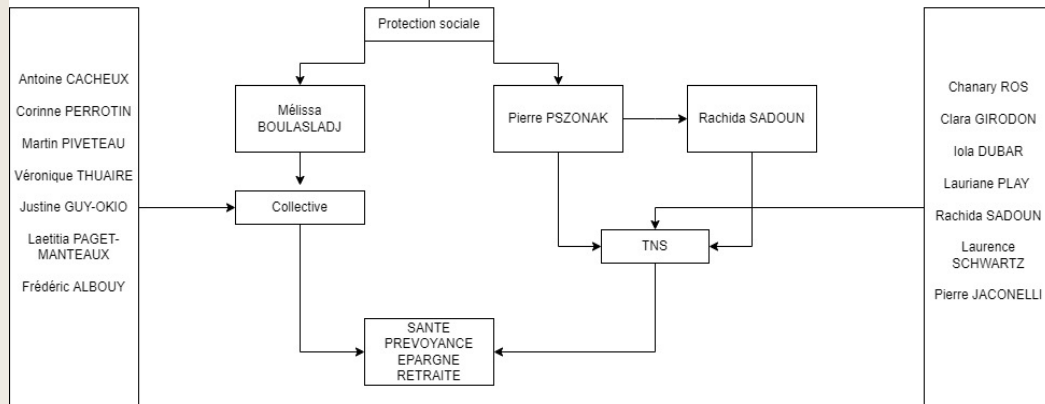 Protection sociale
Antoine CACHEUX
Corinne PERROTIN
Martin PIVETEAU
Véronique THUAIRE
Justine GUY-OKIO
Laetitia PAGET-
MANTEAUX
Frédéric ALBOUY
Mélissa
BOULASLADJ
Pierre PSZONAK
Rachida SADOUN
Collective
TNS
SANTE
PREVOYANCE
EPARGNE
RETRAITE
Chanary ROS
Clara GIRODON
Iola DUBAR
Lauriane PLAY
Rachida SADOUN
Laurence
SCHWARTZ
Pierre JACONELLI